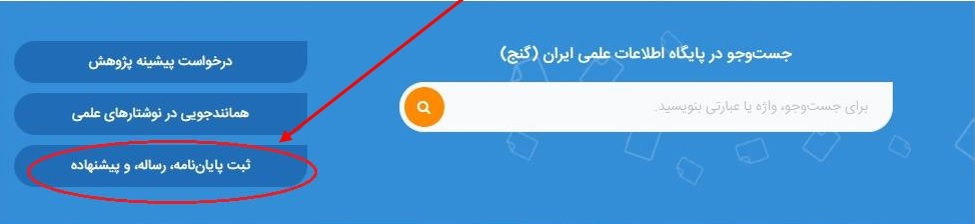 جست‌وجو در پایگاه اطلاعات علمی ایران (گنج)
برای جست‌وجو، واژه یا عبارتی بنویسید.
درخواست پیشینه پژوهش
همانندجویی در نوشتارهای علمی
ثبت پایان‌نامه، رساله، و پیشنهاده